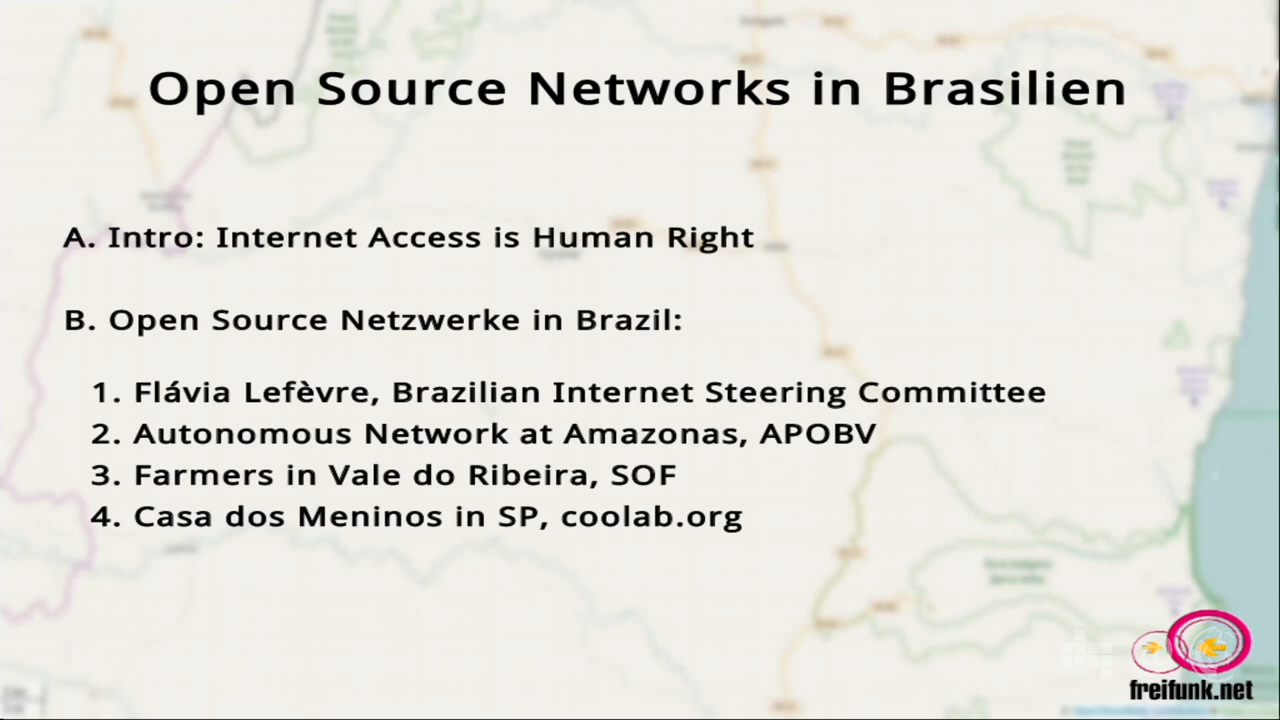 Open Source Networks in Brasilien
A. Intro: Internet Access is Human Right
B. Open Source Netzwerke in Brazil:
1. Flávia Lefèvre, Brazilian Internet Steering Committee
2. Autonomous Network at Amazonas, APOBV
3. Farmers in Vale do Ribeira, SOF
4. Casa dos Meninos in SP, coolab.org
freifunk.net